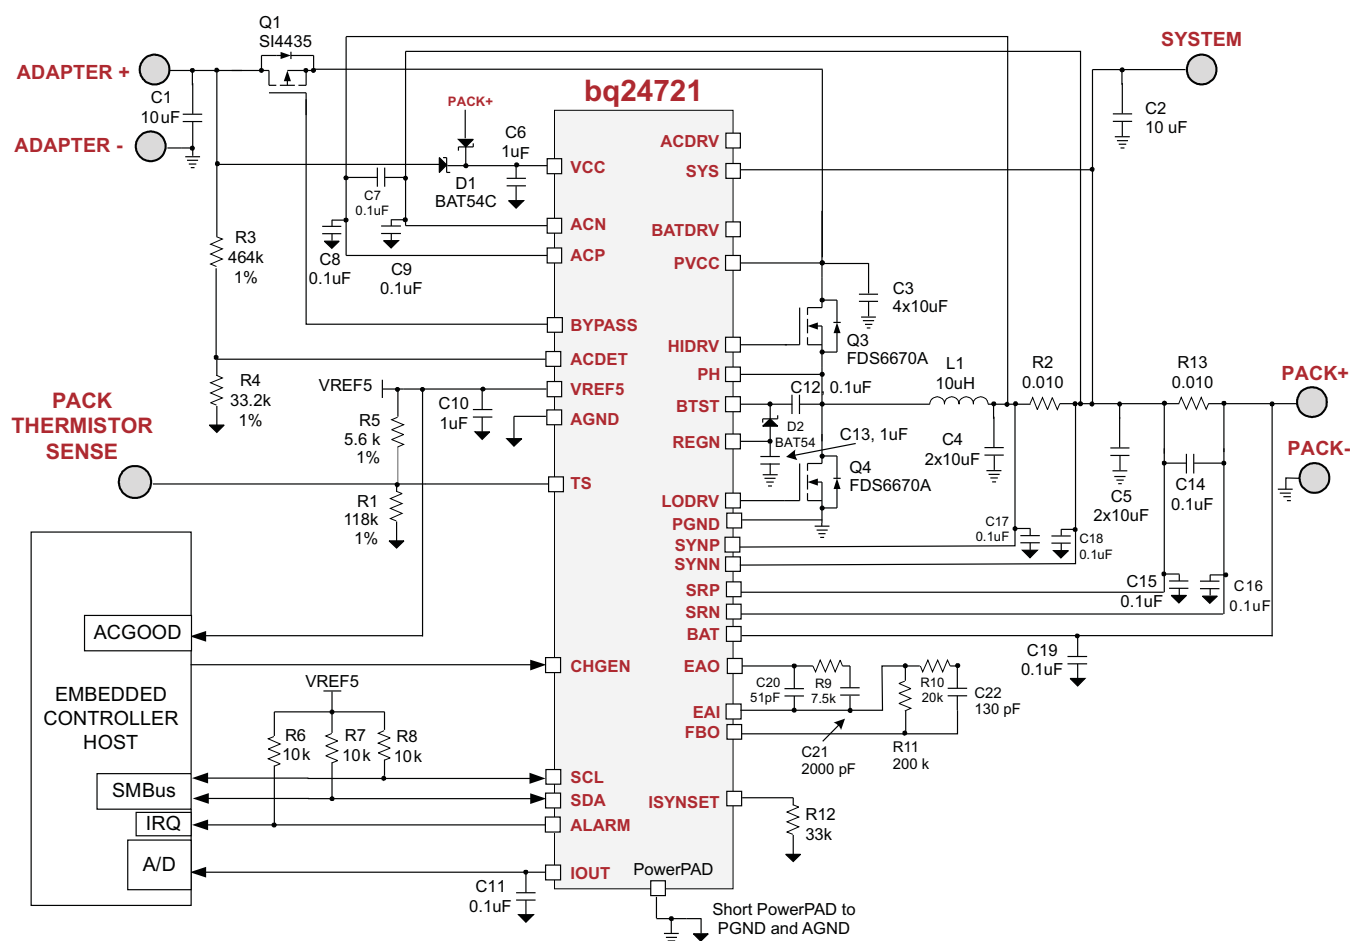 Q1
SI4435
SYSTEM
ADAPTER +
C1
10uF
ADAPTER -
bq24721
PACK+
C6
1uF
C2
10 uF
ACDRV
VCC
SYS
D1
BAT54C
C7
0.1uF
ACN
BATDRV
R3
464k
1%
C8
0.1uF
C9
0.1uF
ACP
PVCC
C3
4x10uF
BYPASS
HIDRV
Q3
FDS6670A
ACDET
PH
L1
10uH
R2
0.010
R13
0.010
PACK+
R4
33.2k
1%
VREF5
VREF5
C12, 0.1uF
BTST
PACK
THERMISTOR
SENSE
R5
5.6 k
1%
C10
1uF
AGND
D2
BAT54
REGN
C13, 1uF
C4
2x10uF
PACK-
Q4
FDS6670A
C14
0.1uF
TS
R1
118k
1%
LODRV
C5
2x10uF
PGND
C17
0.1uF
C18
0.1uF
SYNP
SYNN
SRP
C15
0.1uF
C16
0.1uF
SRN
ACGOOD
BAT
C19
0.1uF
CHGEN
EAO
C20
51pF
R9
7.5k
R10
20k
C22
130 pF
VREF5
EMBEDDED
CONTROLLER
HOST
EAI
FBO
C21
2000 pF
R11
200 k
R6
10k
R7
10k
R8
10k
SCL
SMBus
SDA
ISYNSET
IRQ
ALARM
R12
33k
A/D
IOUT
PowerPAD
C11
0.1uF
Short PowerPAD to
PGND and AGND